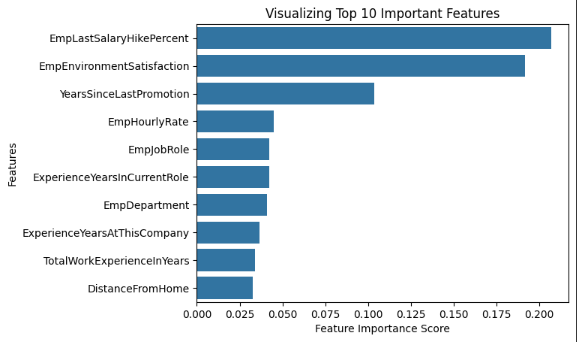 Visualizing Top 10 Important Features
Features
EmpLastSalaryHikePercent
EmpEnvironmentSatisfaction
YearsSinceLastPromotion
EmpHourlyRate
EmpJobRole
ExperienceYearsInCurrentRole
EmpDepartment
ExperienceYearsAtThisCompany
TotalWorkExperienceInYears
DistanceFromHome
0.000 0.025 0.050 0.075 0.100 0.125 0.150 0.175 0.200
Feature Importance Score